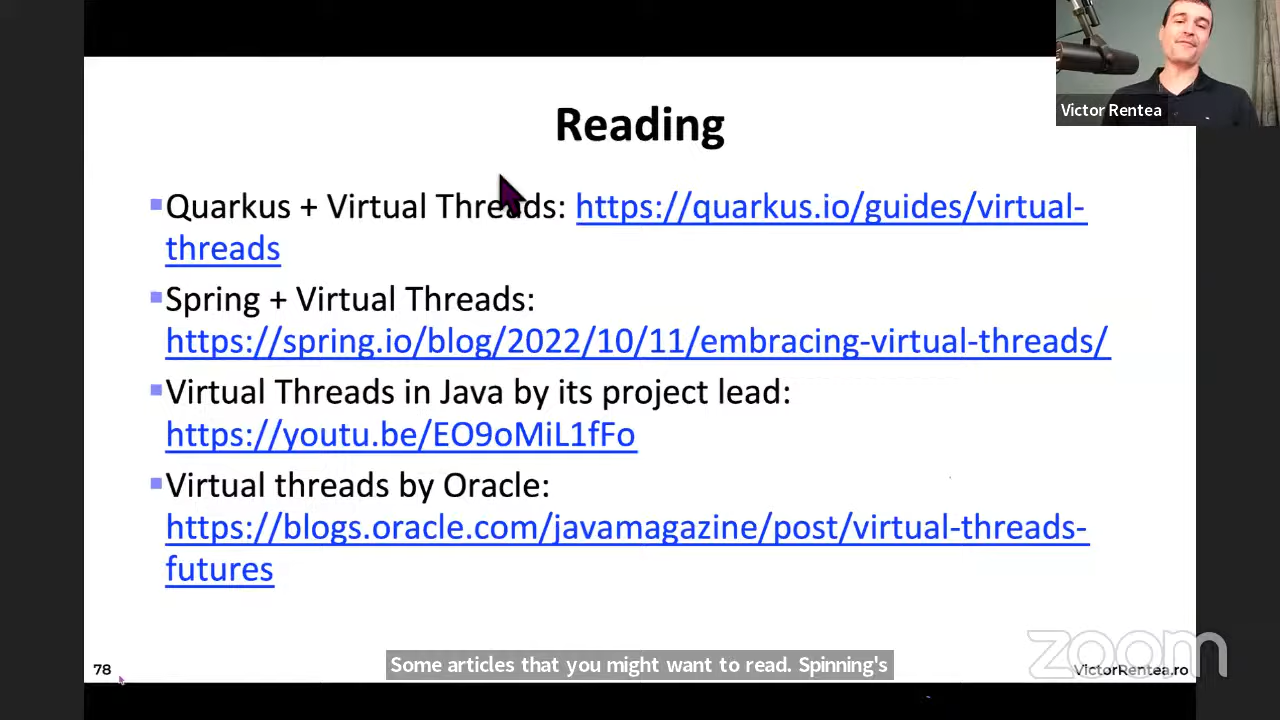 Victor Rentea
Reading
Quarkus + Virtual Threads: https://quarkus.io/guides/virtual-
threads
Spring + Virtual Threads:
https://spring.io/blog/2022/10/11/embracing-virtual-threads/
Virtual Threads in Java by its project lead:
https://youtu.be/EO9oMiL1fFo
Virtual threads by Oracle:
https://blogs.oracle.com/javamagazine/post/virtual-threads-
futures
78
Some articles that you might want to read. Spinning's
zoom
VictorRentea.ro